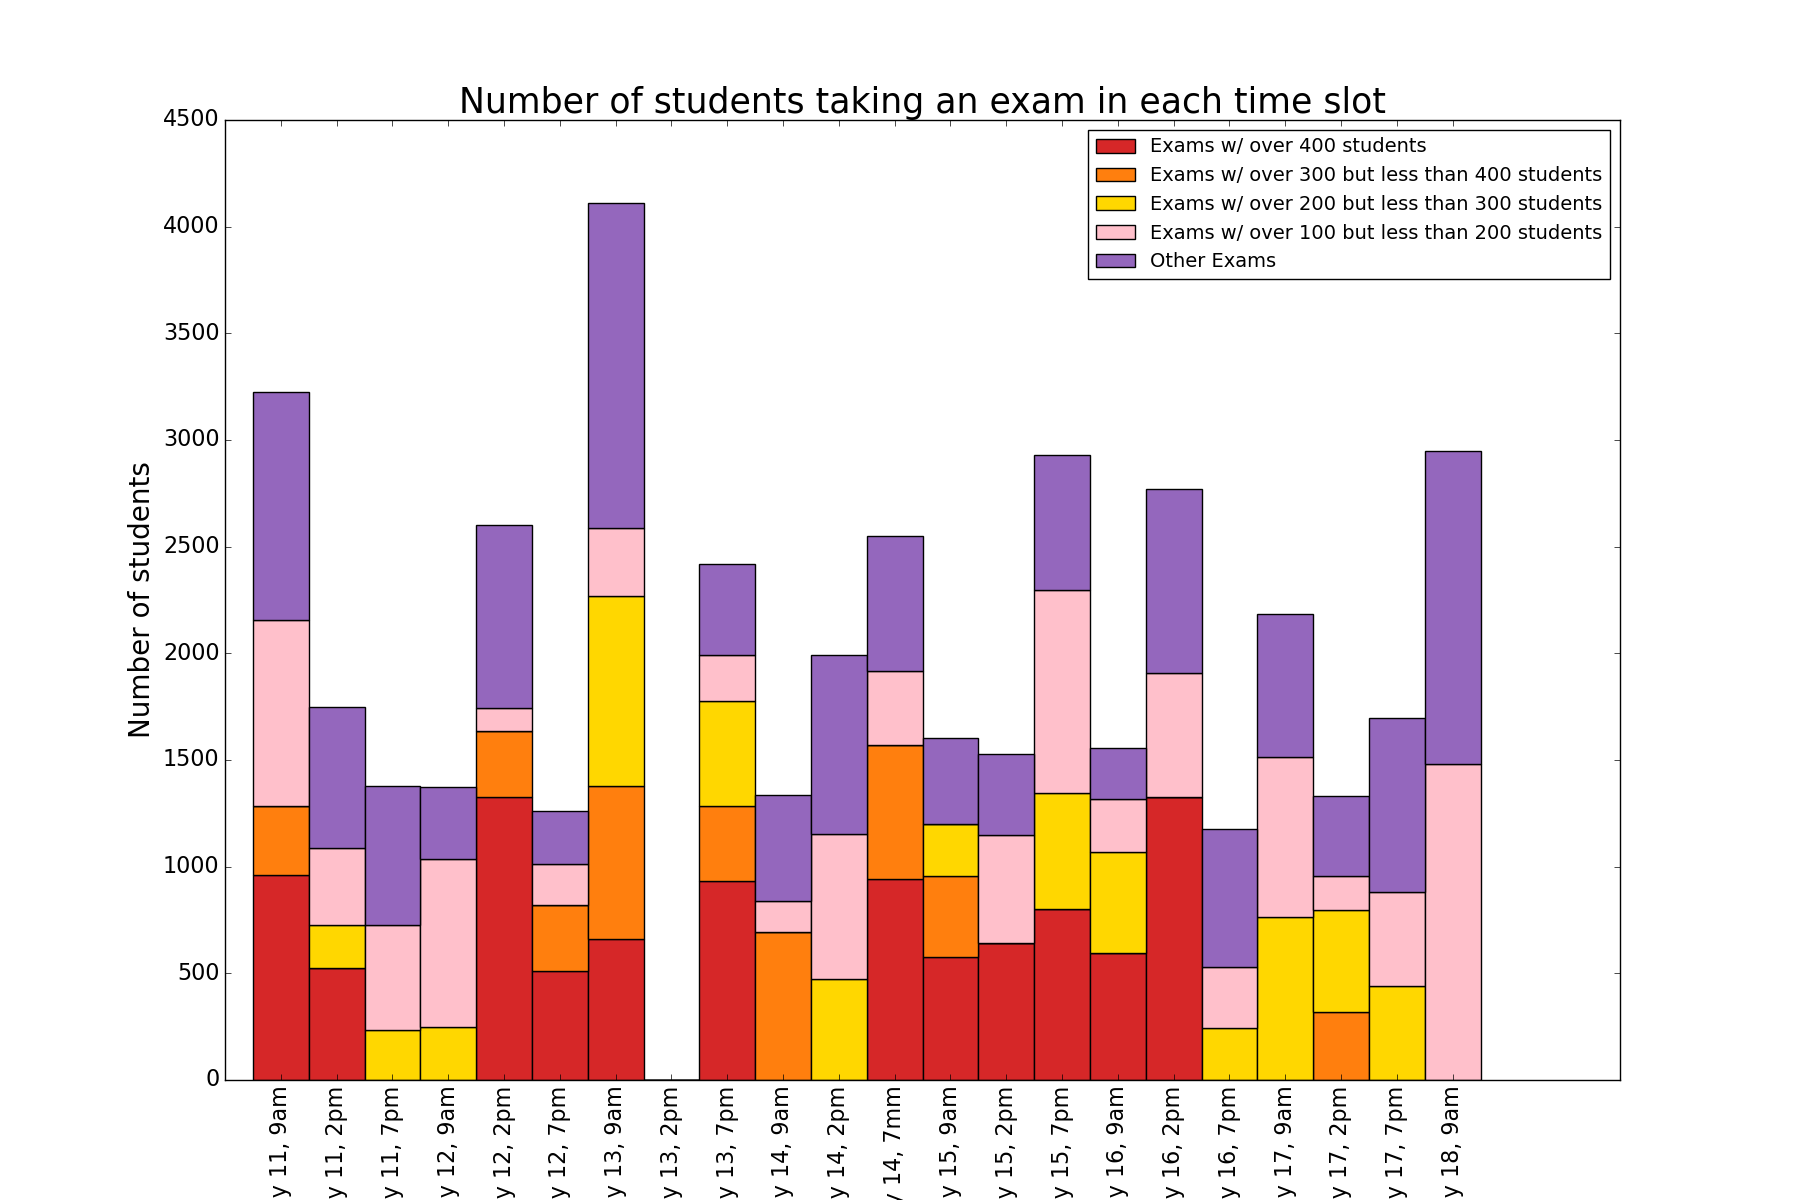 Number of students taking an exam in each time slot
Exams w/ over 400 students
Exams w/ over 300 but less than 400 students
Exams w/ over 200 but less than 300 students
Exams w/ over 100 but less than 200 students
Other Exams
Number of students
4500
4000
3500
3000
2500
2000
1500
1000
500
0
y 11, 9am
y 11, 2pm
y 11, 7pm
y 12, 9am
y 12, 2pm
y 12, 7pm
y 13, 9am
y 13, 2pm
y 13, 7pm
y 14, 9am
y 14, 2pm
y 14, 7mm
y 15, 9am
y 15, 2pm
y 15, 7pm
y 16, 9am
y 16, 2pm
y 16, 7pm
y 17, 9am
y 17, 2pm
y 17, 7pm
y 18, 9am